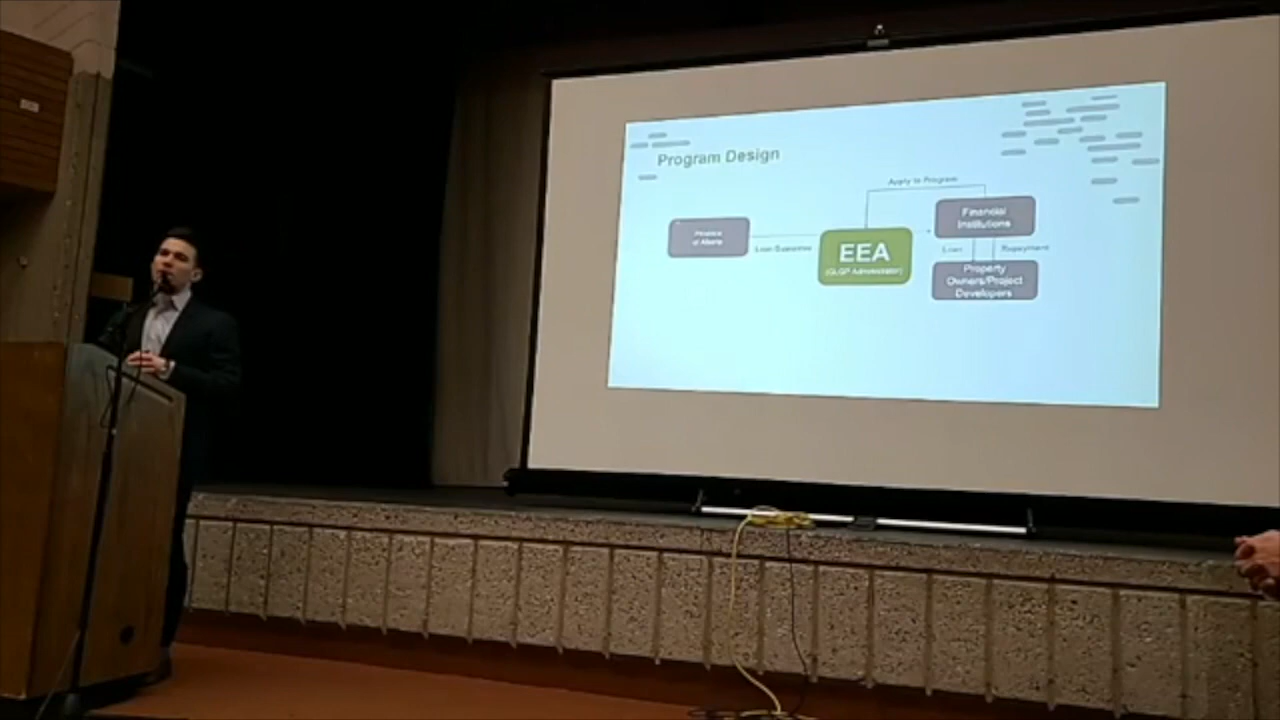 Program Design
Apply to Program
Province
of Alberta
Loan Guarantee
EEA
(GLGP Administrator)
Financial
Institutions
Loan
Repayment
Property
Owners/Project
Developers